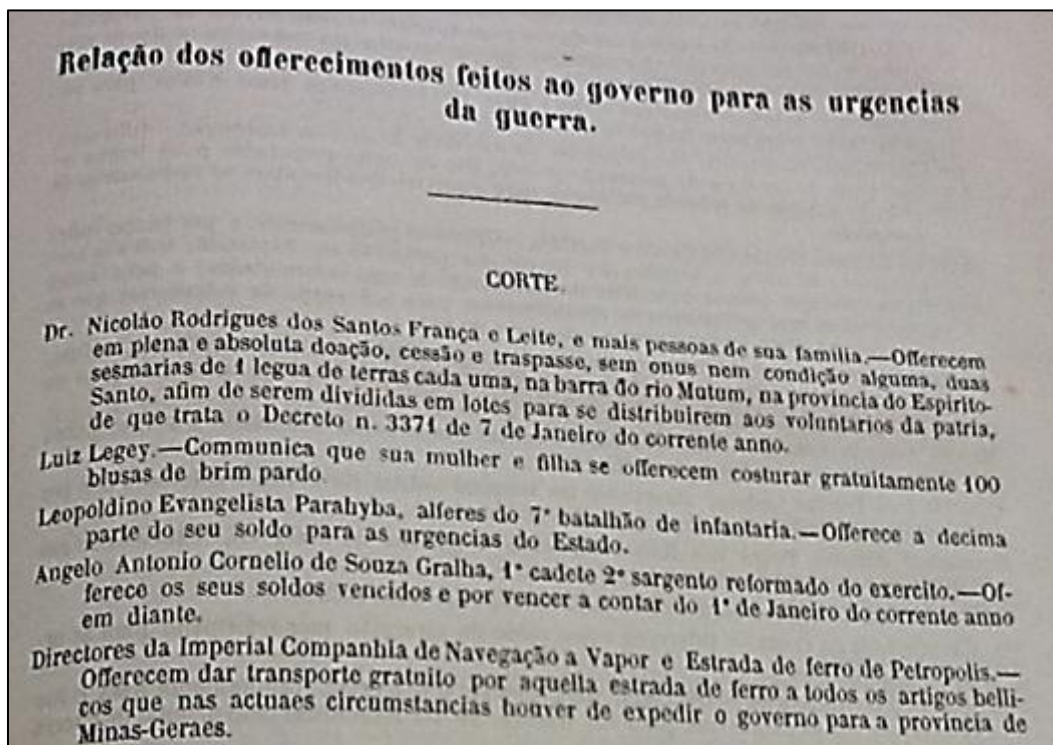 Relação dos offerecimentos feitos ao governo para as urgencias
da guerra.
CORTE.
Dr. Nicoláo Rodrigues dos Santos França e Leite, e mais pessoas de sua familia.—Offerecem
em plena e absoluta doação, cessão e traspasse, sem onus nem condição alguma, duas
sesmarias de 1 legua de terras cada uma, na barra do rio Mutum, na provincia do Espirito-
Santo, afim de serem divididas em lotes para se distribuirem aos voluntarios da patria,
de que trata o Decreto n. 3371 de 7 de Janeiro do corrente anno.
Luiz Legey.—Communica que sua mulher e filha se offerecem costurar gratuitamente 100
blusas de brim pardo.
Leopoldino Evangelista Parahyba, alferes do 7º batalhão de infantaria.—Offerece a decima
parte do seu soldo para as urgencias do Estado.
Angelo Antonio Cornelio de Souza Gralha, 1º cadete 2º sargento reformado do exercito.—Of-
ferece os seus soldos vencidos e por vencer a contar do 1º de Janeiro do corrente anno
em diante.
Directores da Imperial Companhia de Navegação a Vapor e Estrada de ferro de Petropolis.—
Offerecem dar transporte gratuito por aquella estrada de ferro a todos os artigos belli-
cos que nas actuaes circumstancias houver de expedir o governo para a provincia de
Minas-Geraes.